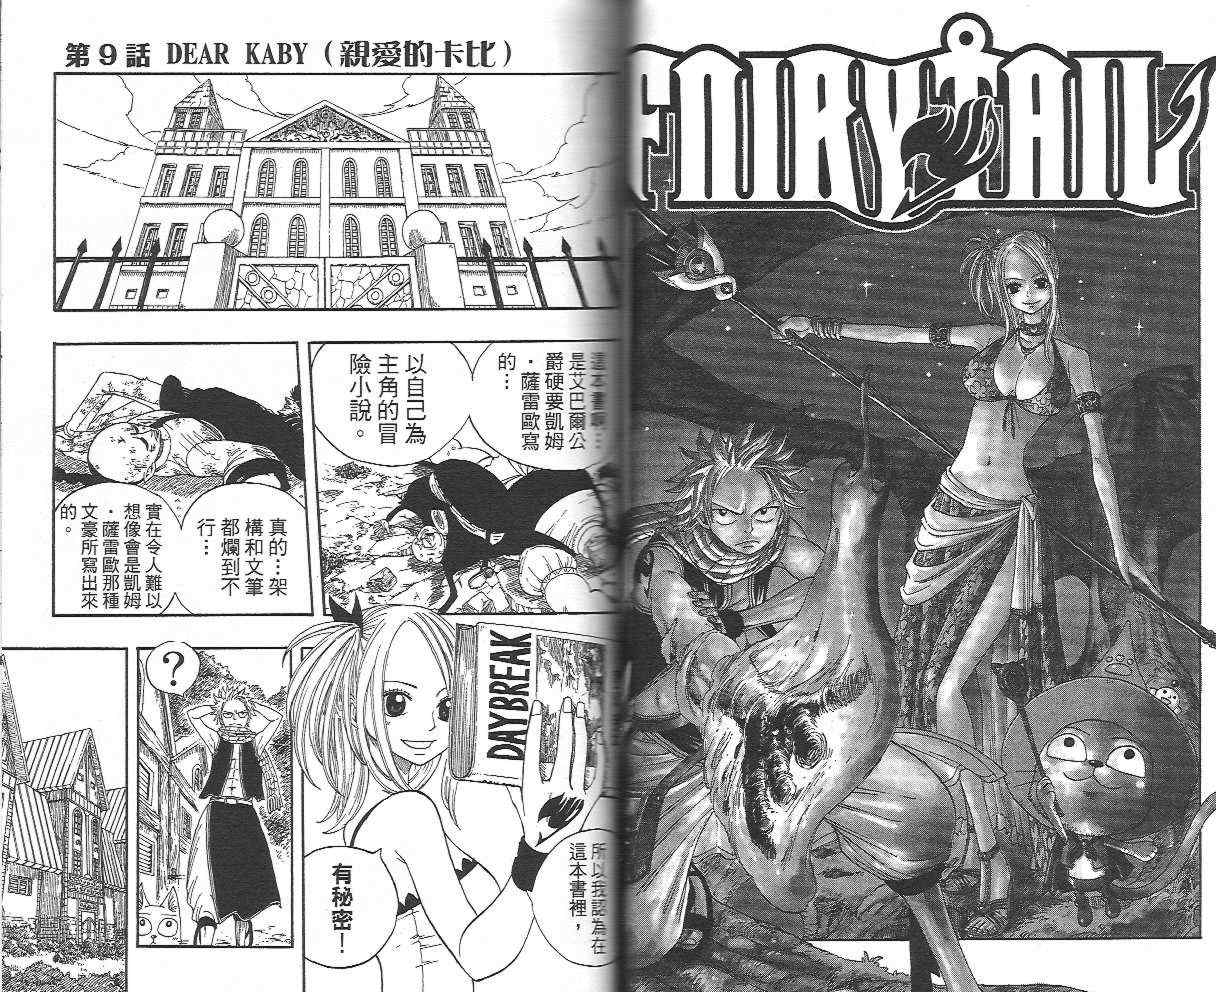 FAIRY TAIL
第9話 DEAR KABY（親愛的卡比）
這本書啊…
是艾巴爾公
爵硬要凱姆
．薩雷歐寫
的…
以自己為
主角的冒
險小說。
真的…架
構和文筆
都爛到不
行…
實在令人難以
想像會是凱姆
．薩雷歐那種
文豪所寫出來
的。
DAYBREAK
所以我認為在
這本書裡，
有秘密！
?